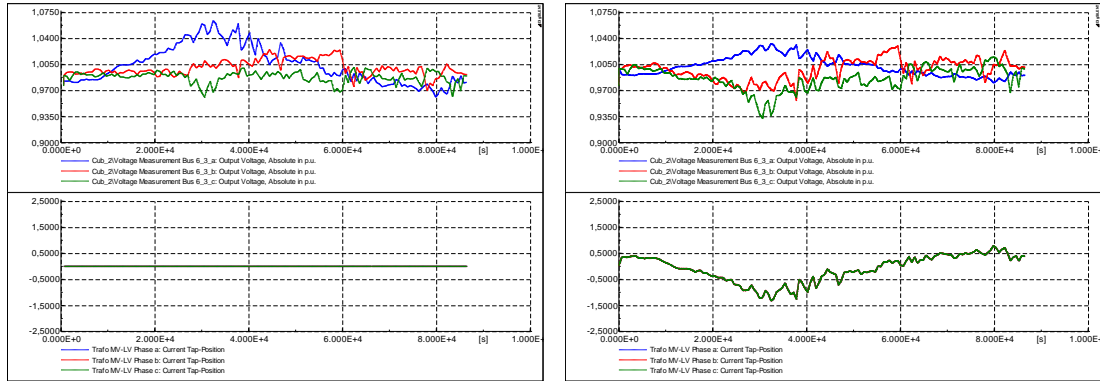 1,0750
1,0400
1,0050
0,9700
0,9350
0,9000
0.000E+0 2.000E+4 4.000E+4 6.000E+4 8.000E+4 [s] 1.000E+
Cub_2\Voltage Measurement Bus 6_3_a: Output Voltage, Absolute in p.u.
Cub_2\Voltage Measurement Bus 6_3_b: Output Voltage, Absolute in p.u.
Cub_2\Voltage Measurement Bus 6_3_c: Output Voltage, Absolute in p.u.
2,5000
1,5000
0,5000
-0,5000
-1,5000
-2,5000
0.000E+0 2.000E+4 4.000E+4 6.000E+4 8.000E+4 [s] 1.000E+
Trafo MV-LV Phase a: Current Tap-Position
Trafo MV-LV Phase b: Current Tap-Position
Trafo MV-LV Phase c: Current Tap-Position
1,0750
1,0400
1,0050
0,9700
0,9350
0,9000
0.000E+0 2.000E+4 4.000E+4 6.000E+4 8.000E+4 [s] 1.000E+
Cub_2\Voltage Measurement Bus 6_3_a: Output Voltage, Absolute in p.u.
Cub_2\Voltage Measurement Bus 6_3_b: Output Voltage, Absolute in p.u.
Cub_2\Voltage Measurement Bus 6_3_c: Output Voltage, Absolute in p.u.
2,5000
1,5000
0,5000
-0,5000
-1,5000
-2,5000
0.000E+0 2.000E+4 4.000E+4 6.000E+4 8.000E+4 [s] 1.000E+
Trafo MV-LV Phase a: Current Tap-Position
Trafo MV-LV Phase b: Current Tap-Position
Trafo MV-LV Phase c: Current Tap-Position